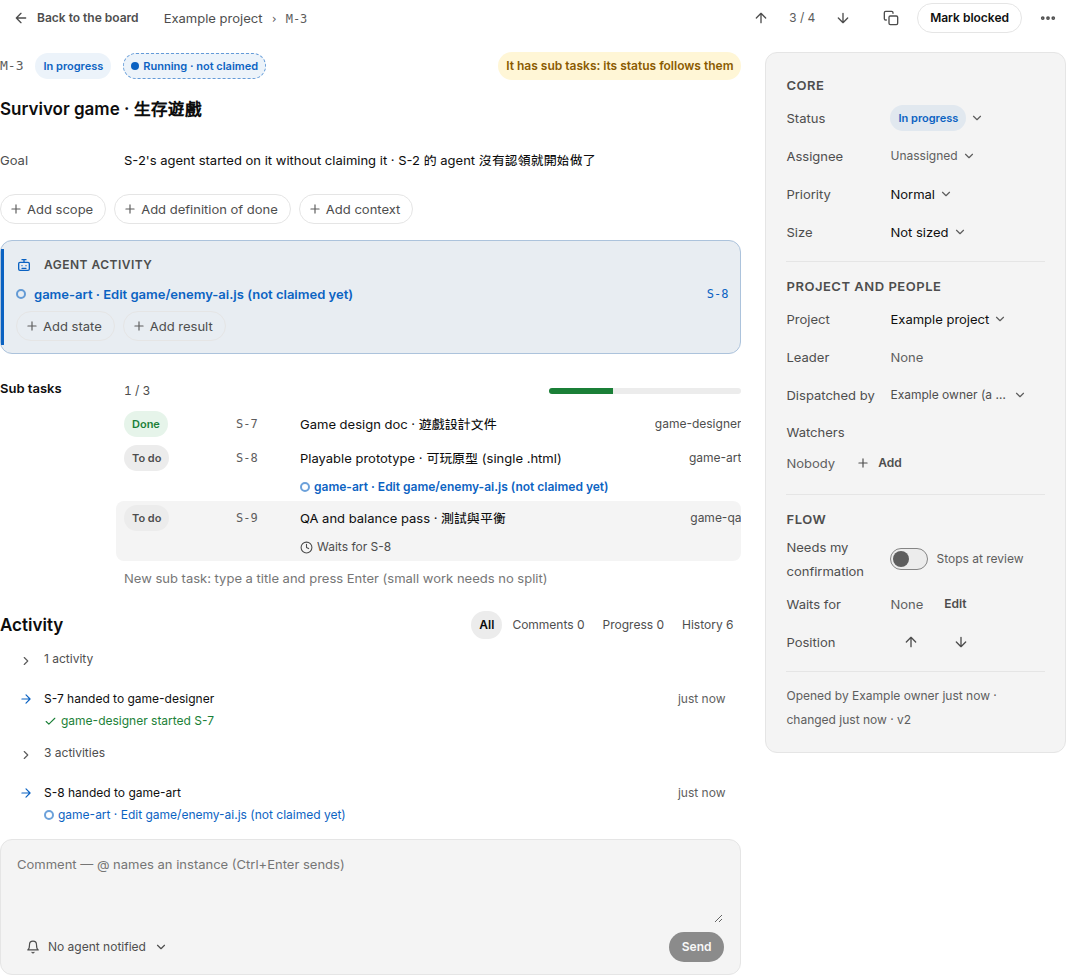 Back to the board
Example project › M-3
3 / 4
Mark blocked
M-3
In progress
Running · not claimed
It has sub tasks: its status follows them
Survivor game · 生存遊戲
Goal
S-2's agent started on it without claiming it · S-2 的 agent 沒有認領就開始做了
+ Add scope
+ Add definition of done
+ Add context
AGENT ACTIVITY
game-art · Edit game/enemy-ai.js (not claimed yet)
S-8
+ Add state
+ Add result
Sub tasks
1 / 3
Done
S-7
Game design doc · 遊戲設計文件
game-designer
To do
S-8
Playable prototype · 可玩原型 (single .html)
game-art
game-art · Edit game/enemy-ai.js (not claimed yet)
To do
S-9
QA and balance pass · 測試與平衡
game-qa
Waits for S-8
New sub task: type a title and press Enter (small work needs no split)
Activity
All
Comments 0
Progress 0
History 6
1 activity
S-7 handed to game-designer
just now
game-designer started S-7
3 activities
S-8 handed to game-art
just now
game-art · Edit game/enemy-ai.js (not claimed yet)
Comment — @ names an instance (Ctrl+Enter sends)
No agent notified
Send
CORE
Status
In progress
Assignee
Unassigned
Priority
Normal
Size
Not sized
PROJECT AND PEOPLE
Project
Example project
Leader
None
Dispatched by
Example owner (a ...
Watchers
Nobody
+ Add
FLOW
Needs my
confirmation
Stops at review
Waits for
None
Edit
Position
Opened by Example owner just now ·
changed just now · v2